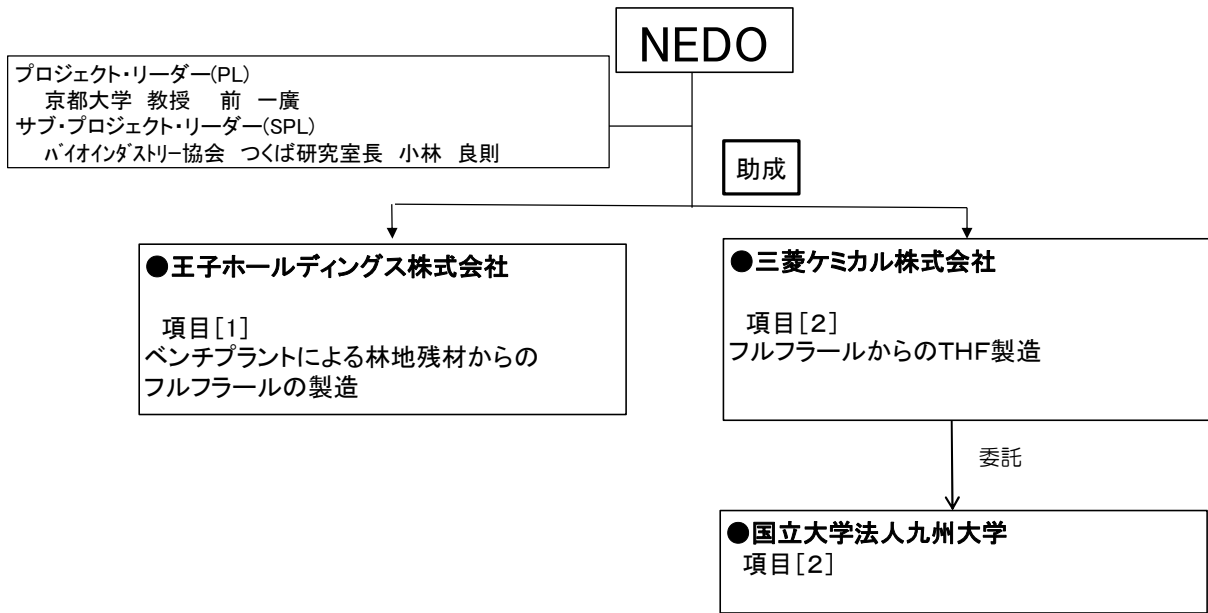 NEDO
プロジェクト・リーダー(PL)
京都大学 教授 前 一廣
サブ・プロジェクト・リーダー(SPL)
バイオインダストリー協会 つくば研究室長 小林 良則
助成
●王子ホールディングス株式会社
項目[1]
ベンチプラントによる林地残材からの
フルフラールの製造
●三菱ケミカル株式会社
項目[２]
フルフラールからのTHF製造
委託
●国立大学法人九州大学
項目[２]